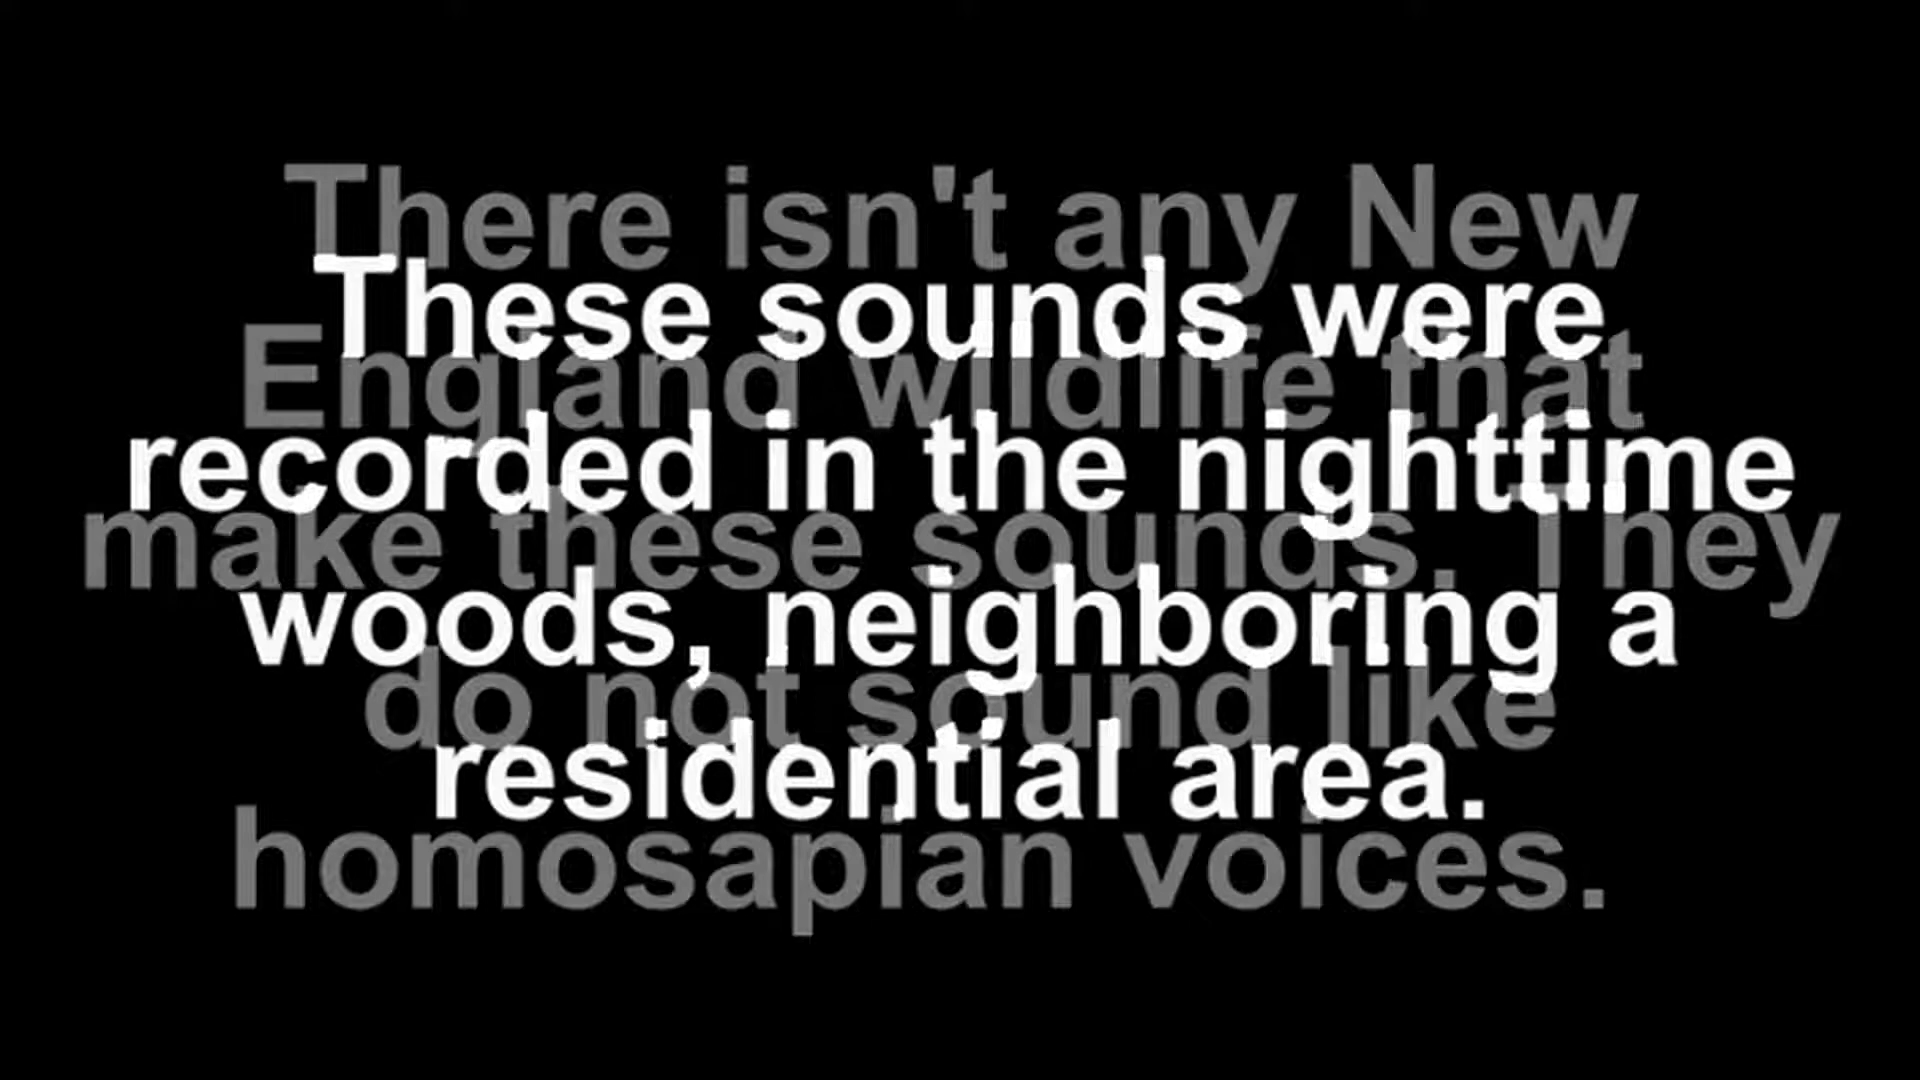 There isn't any New
England wildlife that
make these sounds. They
do not sound like
homosapian voices.
These sounds were
recorded in the nighttime
woods, neighboring a
residential area.